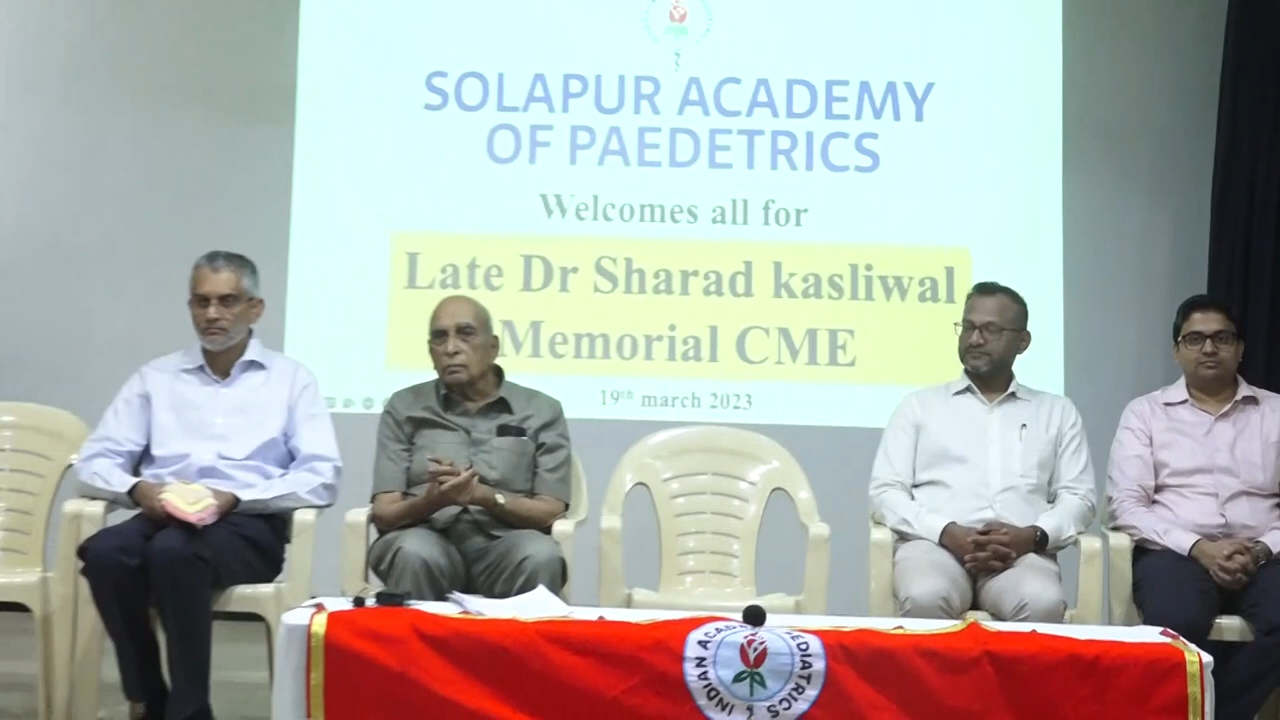 SOLAPUR ACADEMY
OF PAEDETRICS
Welcomes all for
Late Dr Sharad kasliwal
Memorial CME
19th march 2023
INDIAN ACADEMY PEDIATRICS